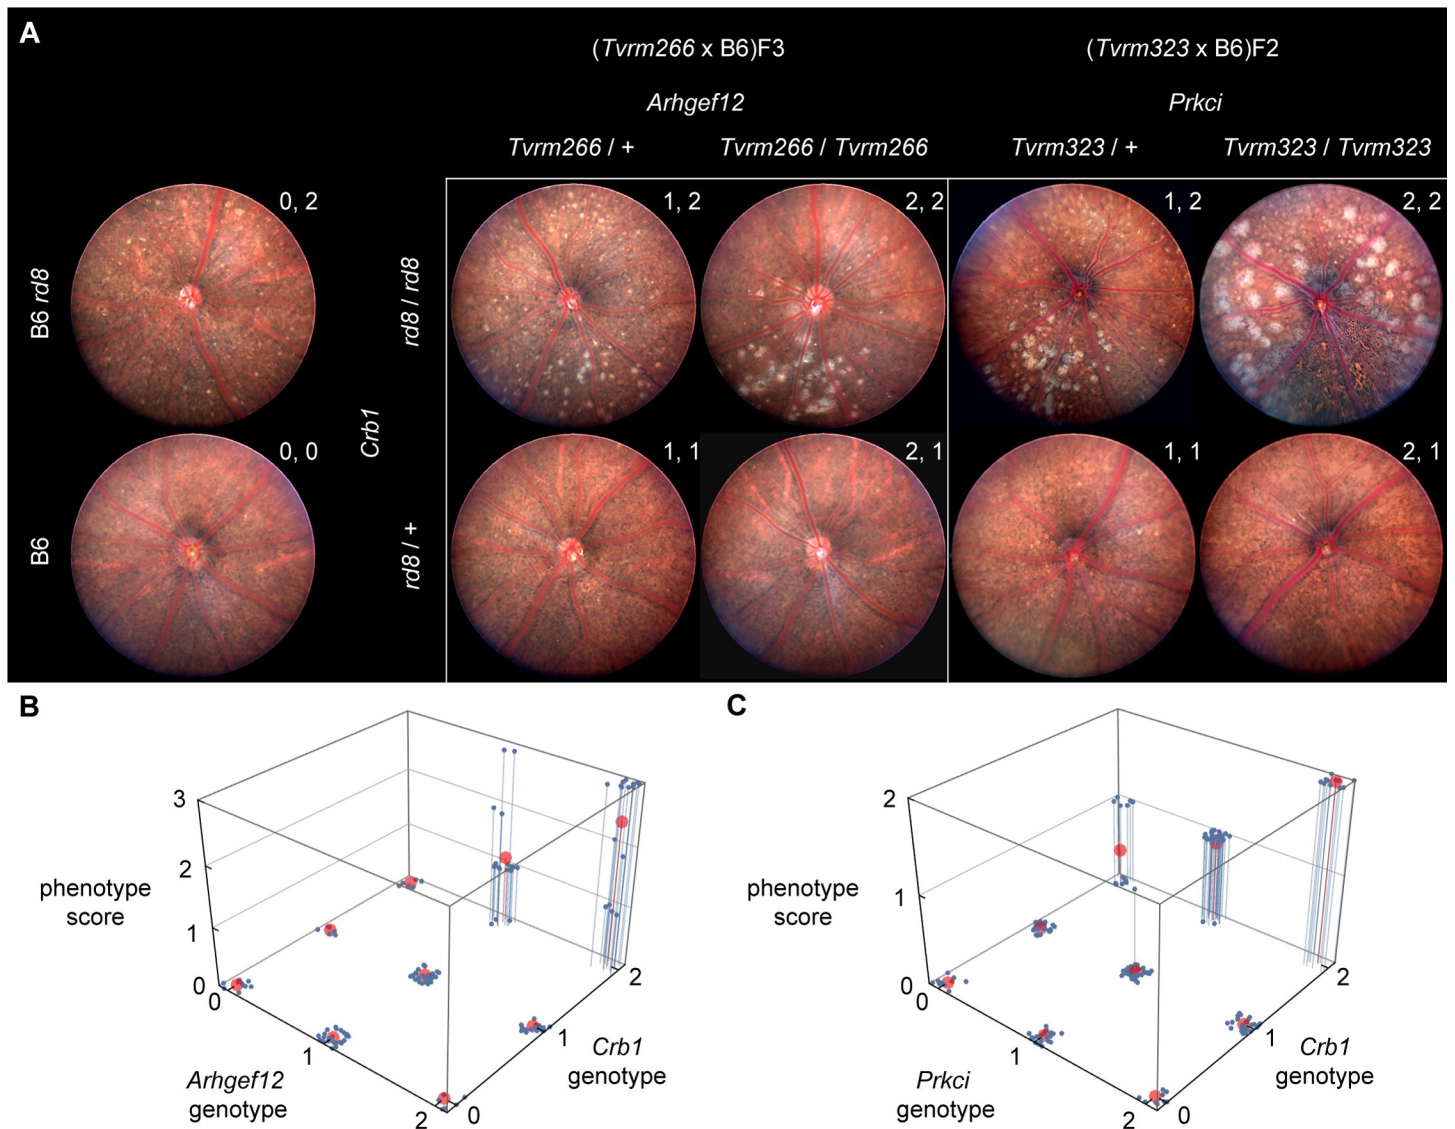 A
(Tvrm266 x B6)F3
(Tvrm323 x B6)F2
Arhgef12
Prkci
Tvrm266 / +
Tvrm266 / Tvrm266
Tvrm323 / +
Tvrm323 / Tvrm323
B6 rd8
0, 2
rd8 / rd8
1, 2
2, 2
1, 2
2, 2
Crb1
B6
0, 0
rd8 / +
1, 1
2, 1
1, 1
2, 1
B
3
2
1
0
phenotype
score
0
1
2
Arhgef12
genotype
0
1
2
Crb1
genotype
C
2
1
0
phenotype
score
0
1
2
Prkci
genotype
0
1
2
Crb1
genotype